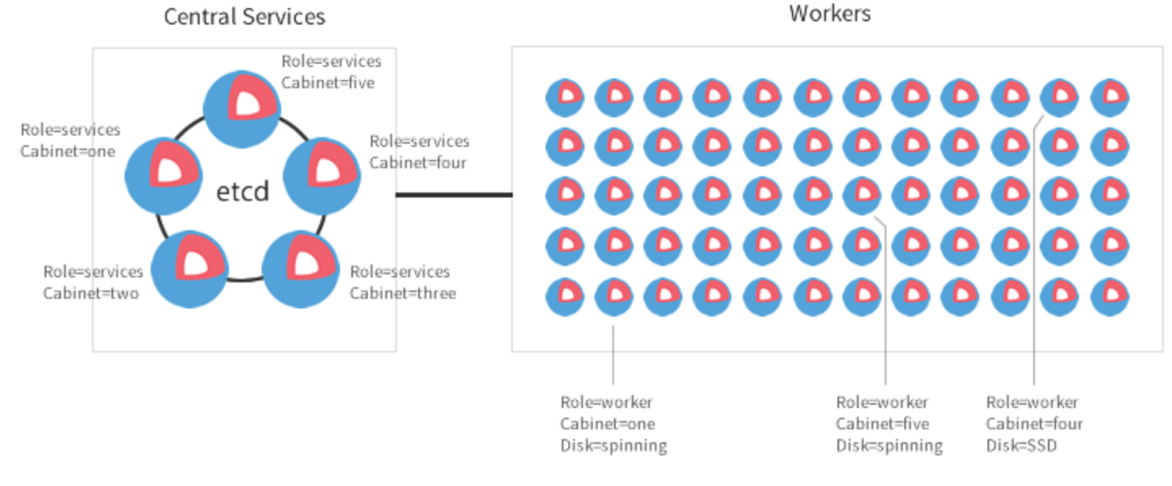 Central Services
Workers
Role=services
Cabinet=five
Role=services
Cabinet=one
Role=services
Cabinet=four
etcd
Role=services
Cabinet=two
Role=services
Cabinet=three
Role=worker
Cabinet=one
Disk=spinning
Role=worker
Cabinet=five
Disk=spinning
Role=worker
Cabinet=four
Disk=SSD